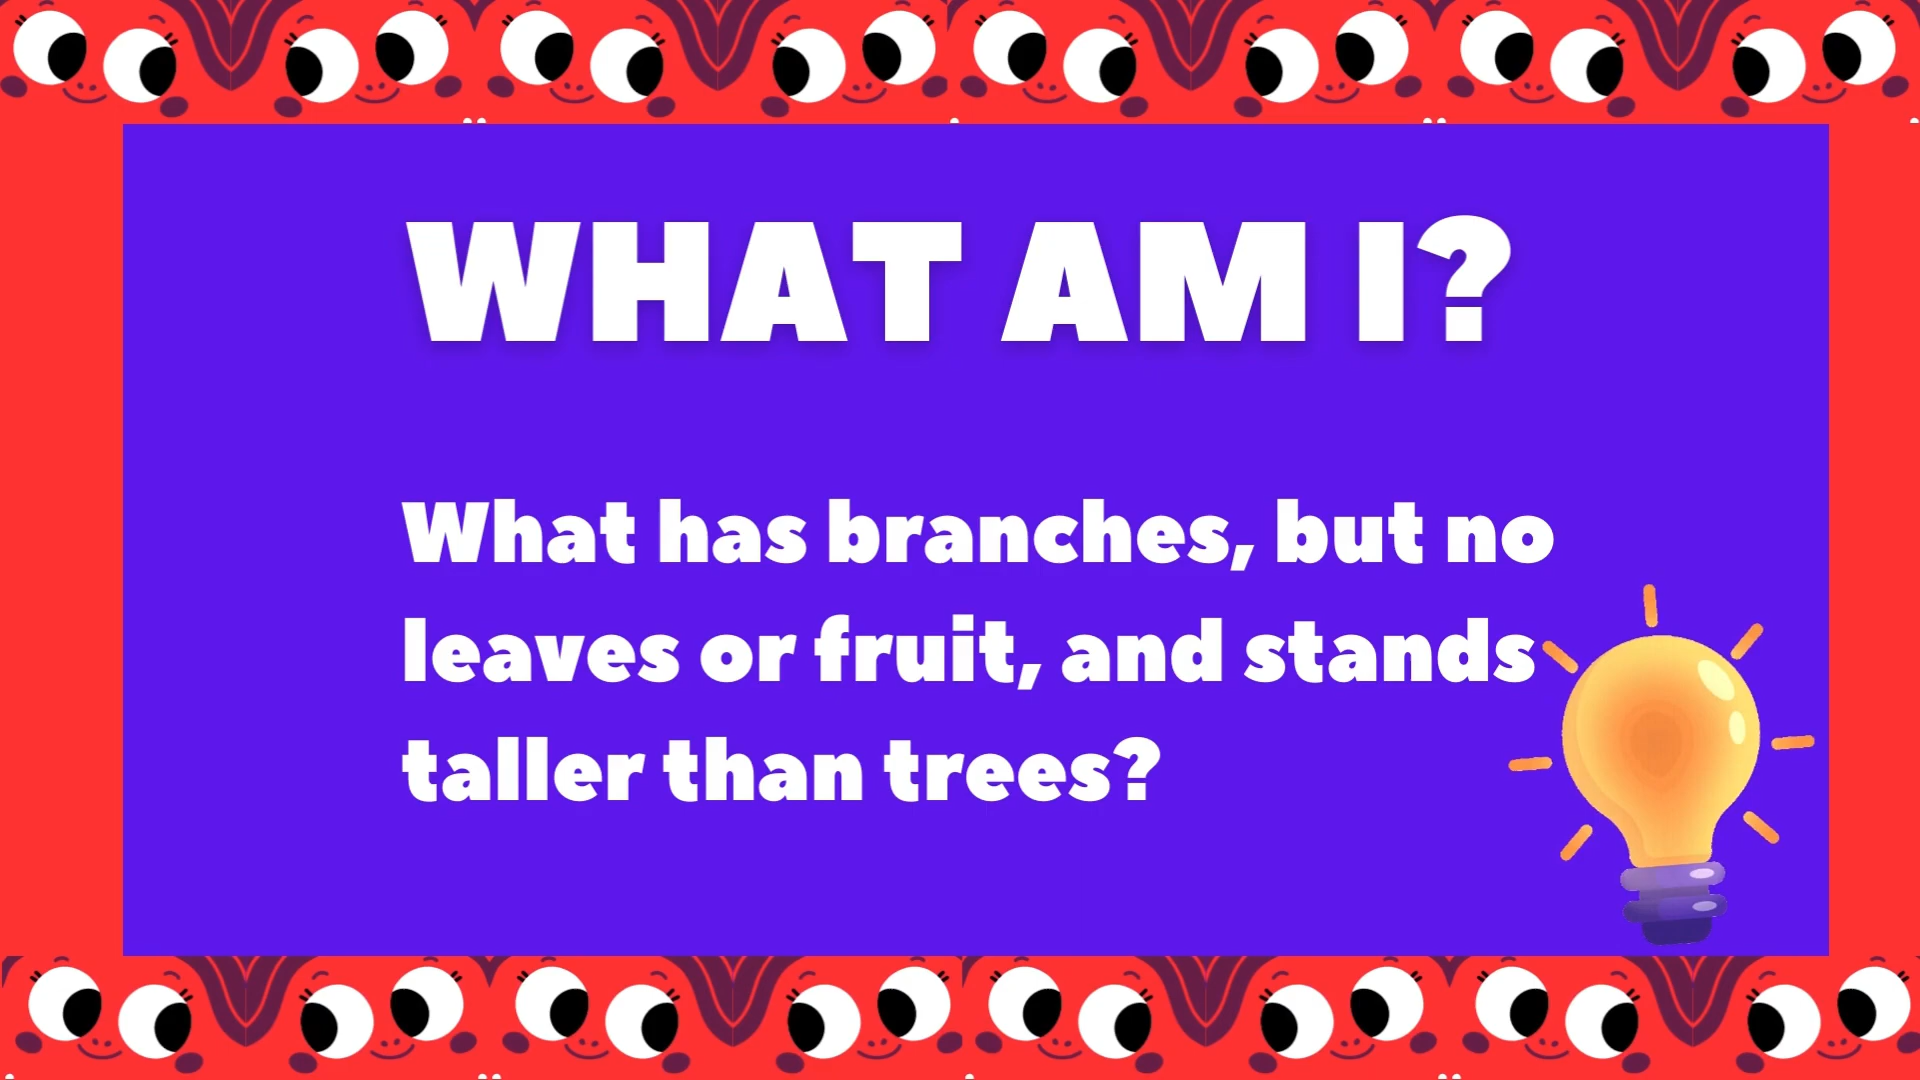 WHAT AM I?
What has branches, but no
leaves or fruit, and stands
taller than trees?